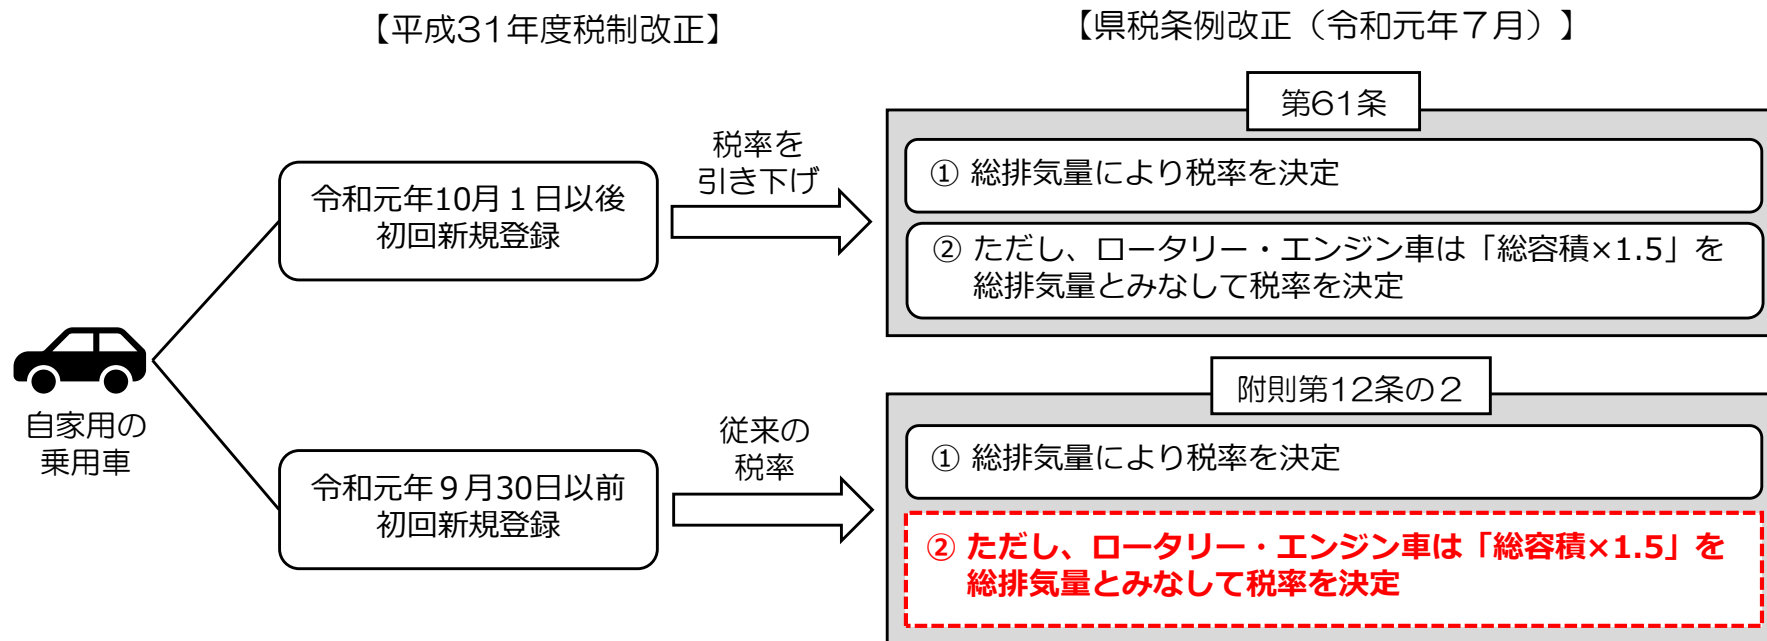 【平成31年度税制改正】
【県税条例改正（令和元年７月）】
自家用の
乗用車
令和元年10月１日以後
初回新規登録
税率を
引き下げ
第61条
① 総排気量により税率を決定
② ただし、ロータリー・エンジン車は「総容積×1.5」を
総排気量とみなして税率を決定
令和元年９月30日以前
初回新規登録
従来の
税率
附則第12条の２
① 総排気量により税率を決定
② ただし、ロータリー・エンジン車は「総容積×1.5」を
総排気量とみなして税率を決定